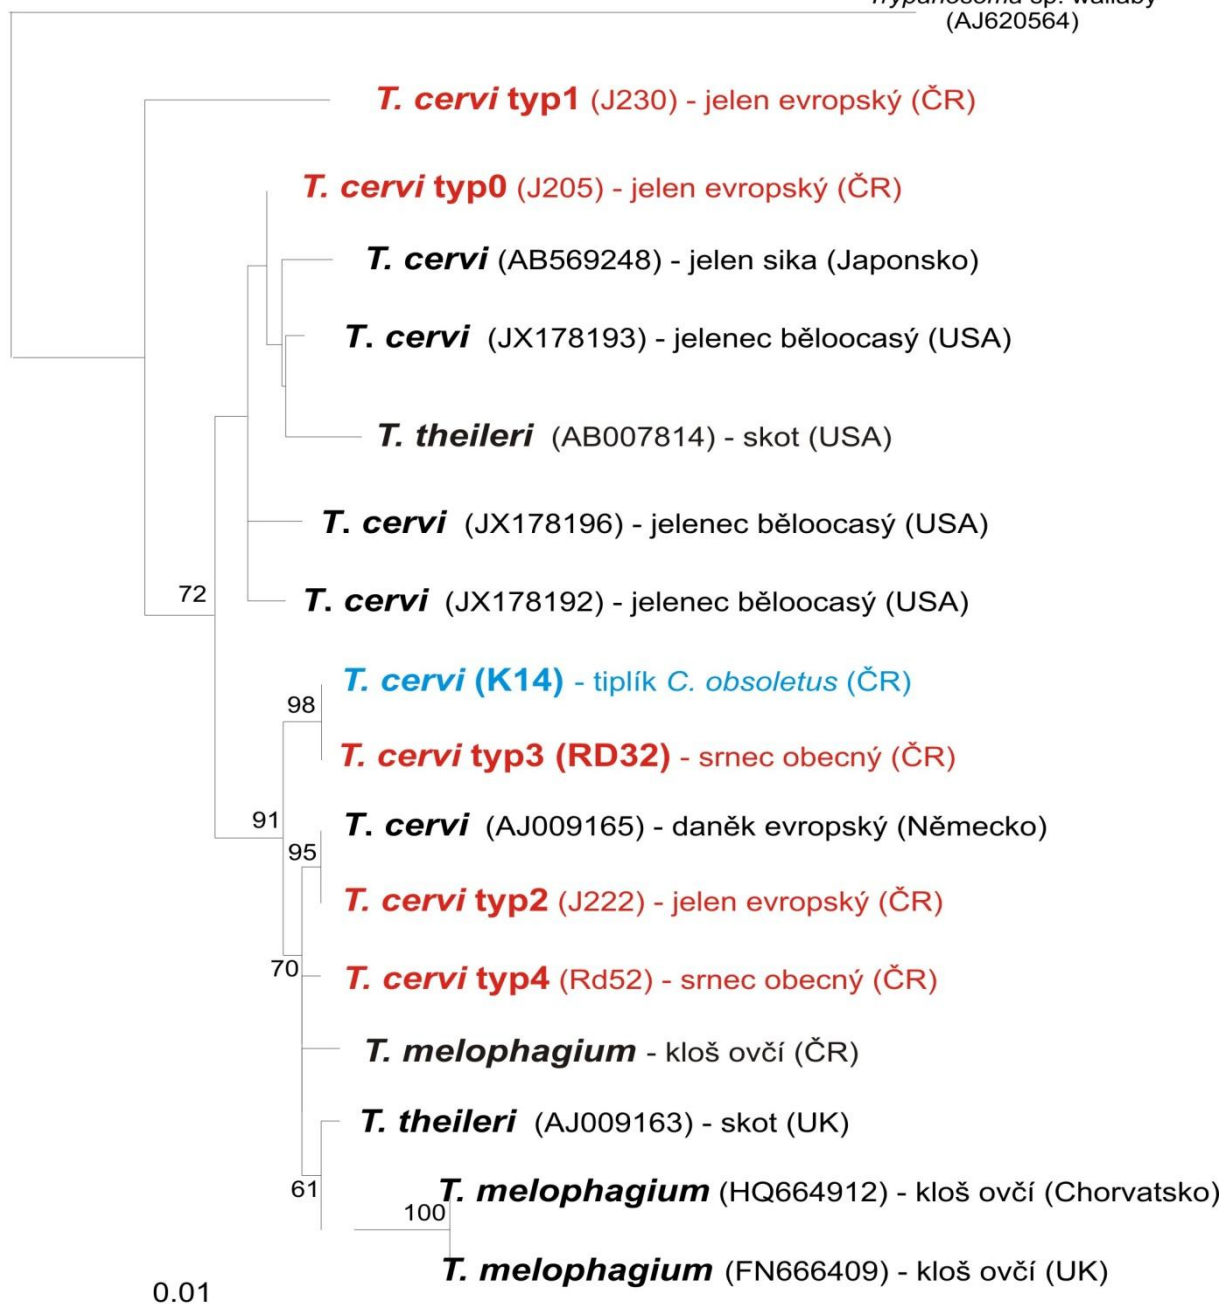 Trypanosoma sp. wallaby
(AJ620564)
T. cervi typ1 (J230) - jelen evropský (ČR)
T. cervi typ0 (J205) - jelen evropský (ČR)
T. cervi (AB569248) - jelen sika (Japonsko)
T. cervi (JX178193) - jelenec běloocasý (USA)
T. theileri (AB007814) - skot (USA)
T. cervi (JX178196) - jelenec běloocasý (USA)
72
T. cervi (JX178192) - jelenec běloocasý (USA)
T. cervi (K14) - tiplík C. obsoletus (ČR)
98
T. cervi typ3 (RD32) - srnec obecný (ČR)
91
T. cervi (AJ009165) - daněk evropský (Německo)
95
T. cervi typ2 (J222) - jelen evropský (ČR)
70
T. cervi typ4 (Rd52) - srnec obecný (ČR)
T. melophagium - kloš ovčí (ČR)
T. theileri (AJ009163) - skot (UK)
61
T. melophagium (HQ664912) - kloš ovčí (Chorvatsko)
100
T. melophagium (FN666409) - kloš ovčí (UK)
0.01